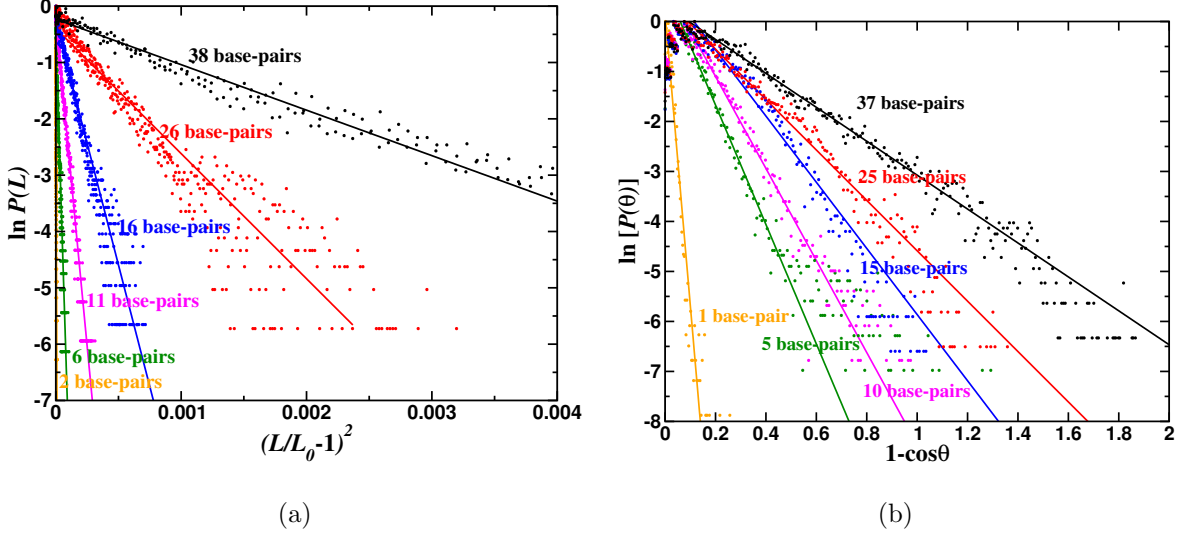 0
-1
-2
-3
-4
-5
-6
-7
ln P(L)
38 base-pairs
26 base-pairs
16 base-pairs
11 base-pairs
6 base-pairs
2 base-pairs
0 0.001 0.002 0.003 0.004
(L/L0-1)2
(a)
0
-1
-2
-3
-4
-5
-6
-7
-8
ln [P(θ)]
37 base-pairs
25 base-pairs
15 base-pairs
1 base-pair
5 base-pairs
10 base-pairs
0 0.2 0.4 0.6 0.8 1 1.2 1.4 1.6 1.8 2
1-cosθ
(b)